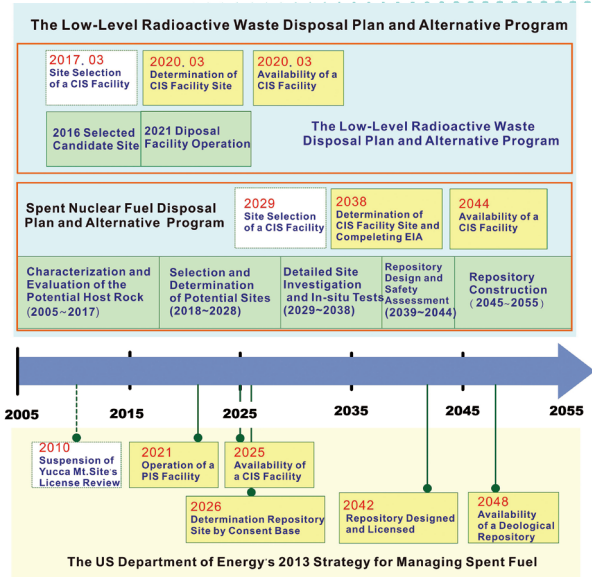 The Low-Level Radioactive Waste Disposal Plan and Alternative Program
2017. 03
Site Selection
of a CIS Facility
2020. 03
Determination of
CIS Facility Site
2020. 03
Availability of a
CIS Facility
2016 Selected
Candidate Site
2021 Diposal
Facility Operation
The Low-Level Radioactive Waste
Disposal Plan and Alternative Program
Spent Nuclear Fuel Disposal
Plan and Alternative Program
2029
Site Selection
of a CIS Facility
2038
Determination of
CIS Facility Site and
Compeleting EIA
2044
Availability of a
CIS Facility
Characterization and
Evaluation of the
Potential Host Rock
(2005~2017)
Selection and
Determination
of Potential Sites
(2018~2028)
Detailed Site
Investigation
and In-situ Tests
(2029~2038)
Repository
Design and
Safety
Assessment
(2039~2044)
Repository
Construction
(2045~2055)
2005
2015
2025
2035
2045
2055
2010
Suspension of
Yucca Mt.Site's
License Review
2021
Operation of a
PIS Facility
2025
Availability of
a CIS Facility
2026
Determination Repository
Site by Consent Base
2042
Repository Designed
and Licensed
2048
Availability
of a Deological
Repository
The US Department of Energy's 2013 Strategy for Managing Spent Fuel